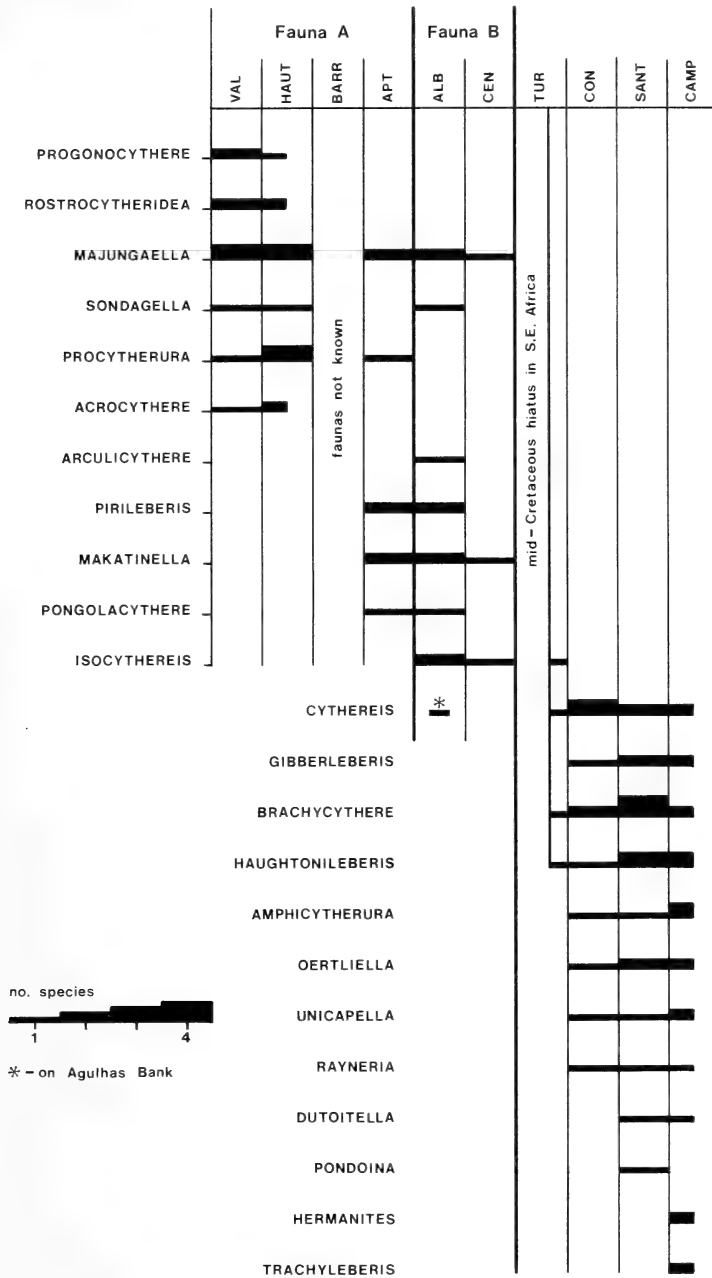 Fauna A
Fauna B
VAL
HAUT
BARR
APT
ALB
CEN
TUR
CON
SANT
CAMP
PROGONOCYTHERE
ROSTROCYTHERIDEA
MAJUNGAELLA
SONDAGELLA
PROCYTHERURA
ACROCYTHERE
ARCULICYTHERE
PIRILEBERIS
MAKATINELLA
PONGOLACYTHERE
ISOCYTHEREIS
faunas not known
mid-Cretaceous hiatus in S.E. Africa
CYTHEREIS
*
GIBBERLEBERIS
BRACHYCYTHERE
HAUGHTONILEBERIS
AMPHICYTHERURA
OERTLIELLA
UNICAPELLA
RAYNERIA
DUTOITELLA
PONDOINA
HERMANITES
TRACHYLEBERIS
no. species
1 4
*-on Agulhas Bank